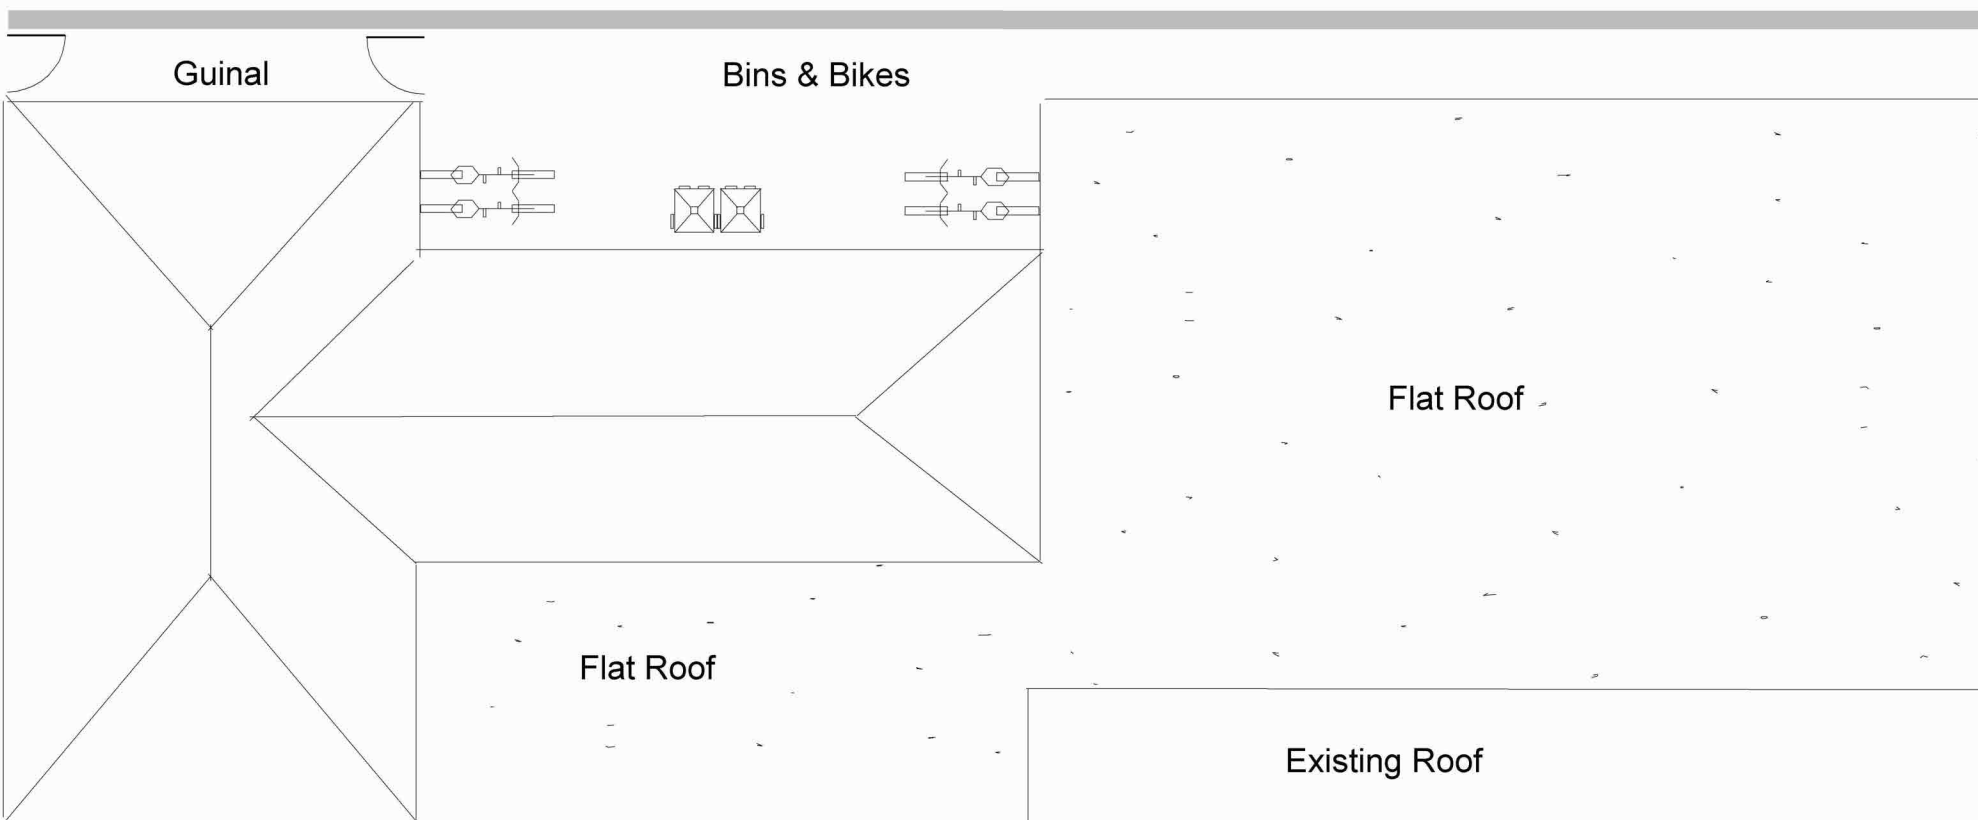 Guinal
Bins & Bikes
Flat Roof
Flat Roof
Existing Roof